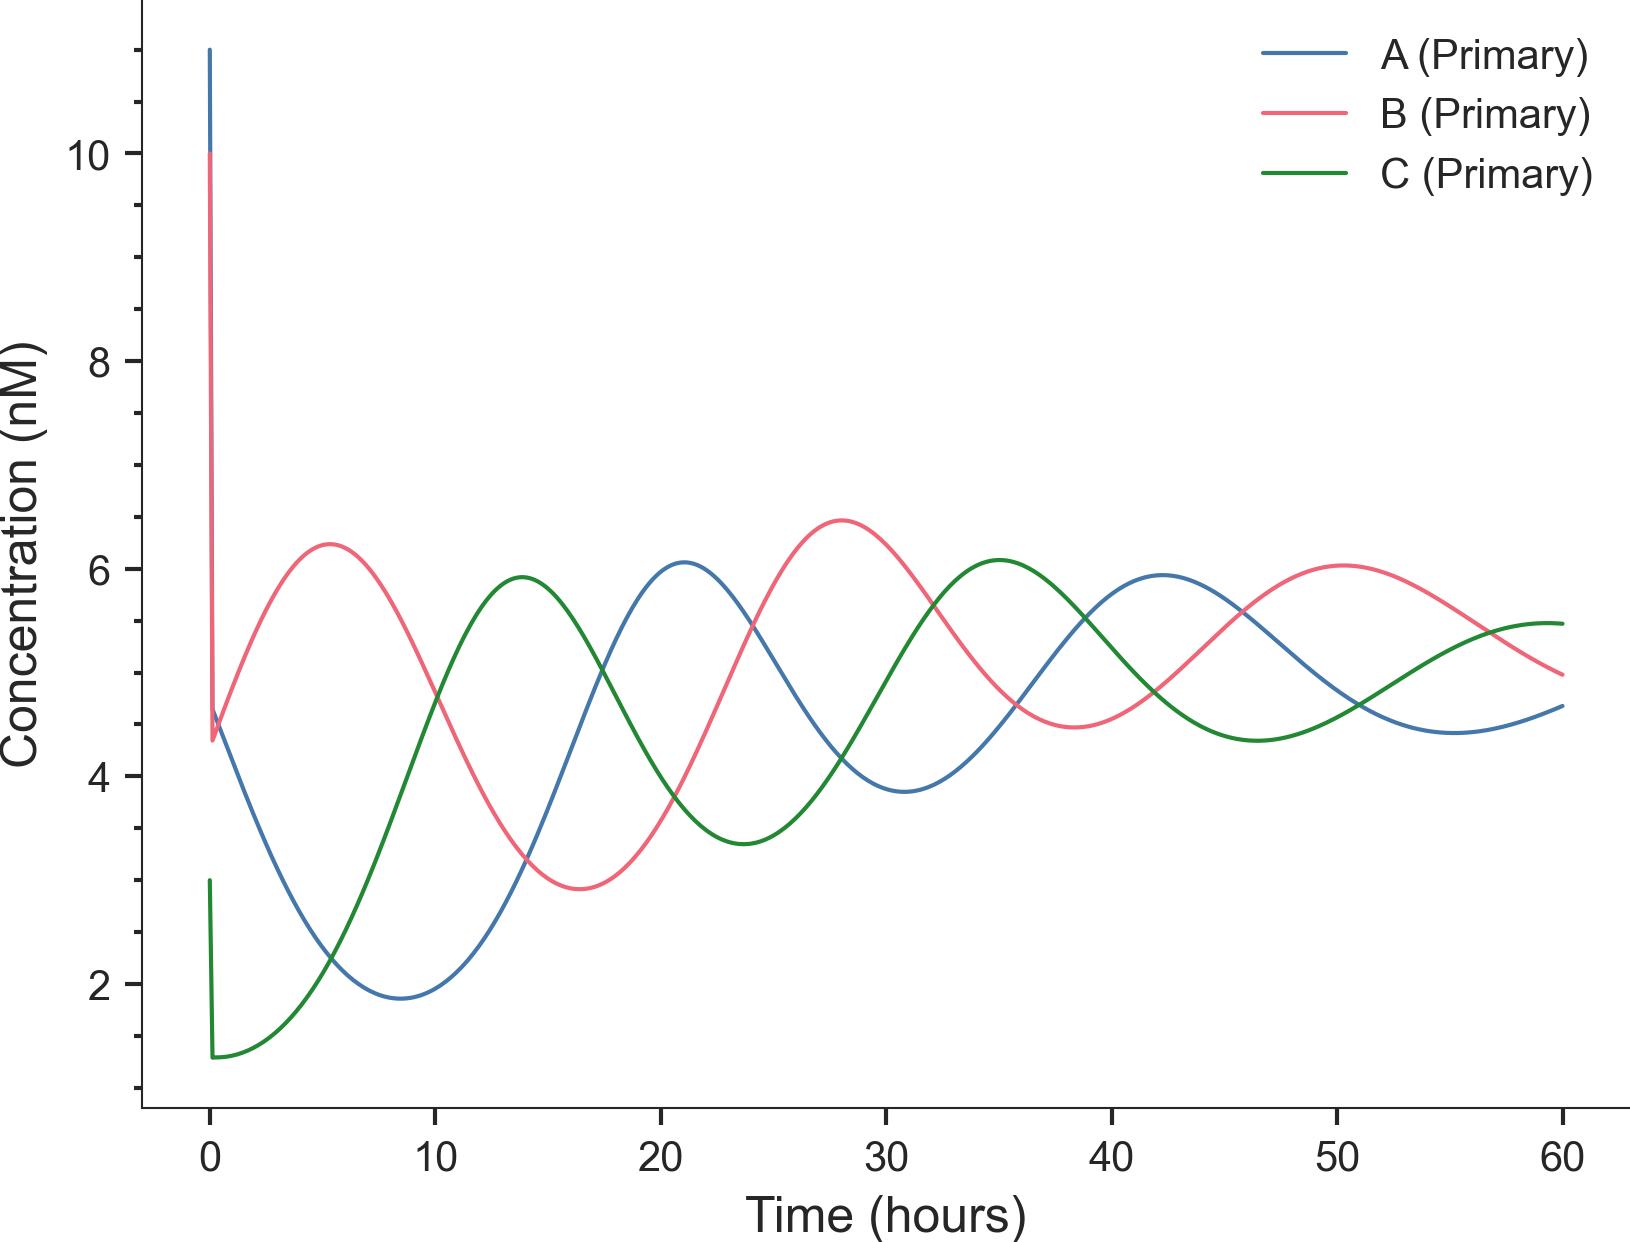 A (Primary)
B (Primary)
C (Primary)
Concentration (nM)
10
8
6
4
2
0 10 20 30 40 50 60
Time (hours)